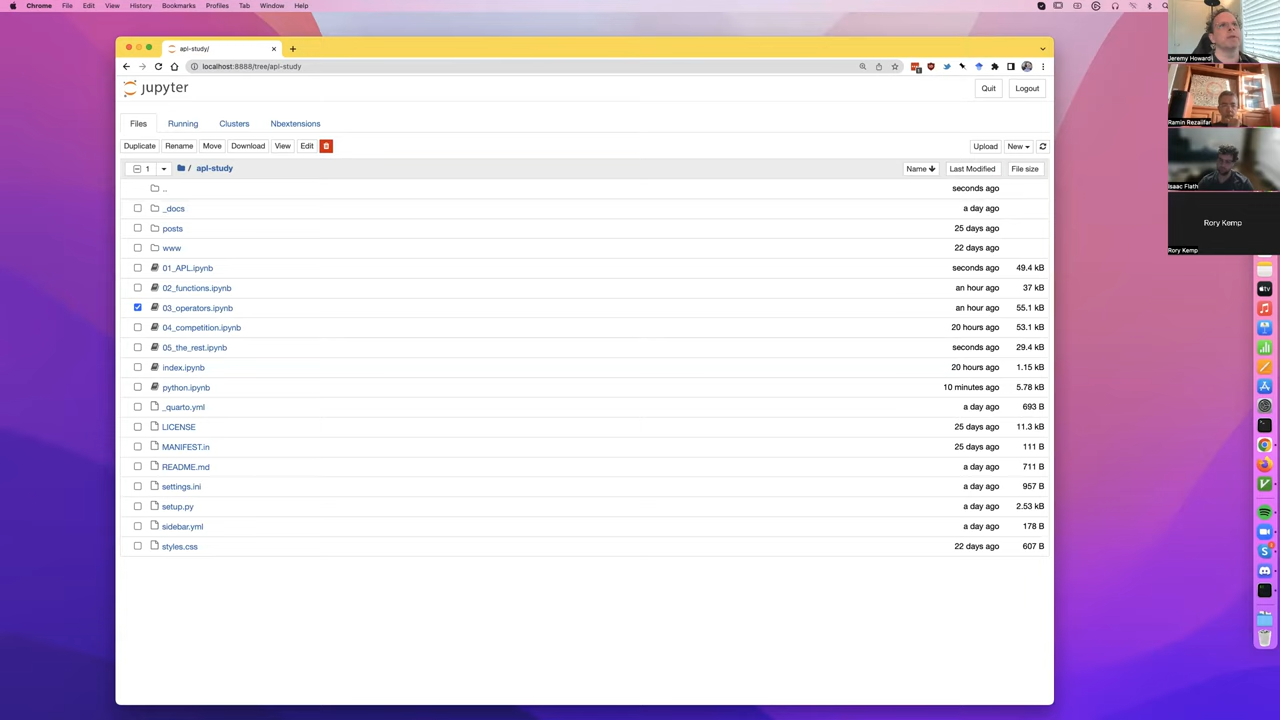 Chrome File Edit View History Bookmarks Profiles Tab Window Help
apl-study/
localhost:8888/tree/apl-study
jupyter
Quit Logout
Files Running Clusters Nbextensions
Duplicate Rename Move Download View Edit
Upload New
1 / apl-study Name Last Modified File size
.. seconds ago
_docs a day ago
posts 25 days ago
www 22 days ago
01_APL.ipynb seconds ago 49.4 kB
02_functions.ipynb an hour ago 37 kB
03_operators.ipynb an hour ago 55.1 kB
04_competition.ipynb 20 hours ago 53.1 kB
05_the_rest.ipynb seconds ago 29.4 kB
index.ipynb 20 hours ago 1.15 kB
python.ipynb 10 minutes ago 5.78 kB
_quarto.yml a day ago 693 B
LICENSE 25 days ago 11.3 kB
MANIFEST.in 25 days ago 111 B
README.md a day ago 711 B
settings.ini a day ago 957 B
setup.py a day ago 2.53 kB
sidebar.yml a day ago 178 B
styles.css 22 days ago 607 B
Jeremy Howard
Ramin Rezaiifar
Isaac Flath
Rory Kemp
Rory Kemp
tv